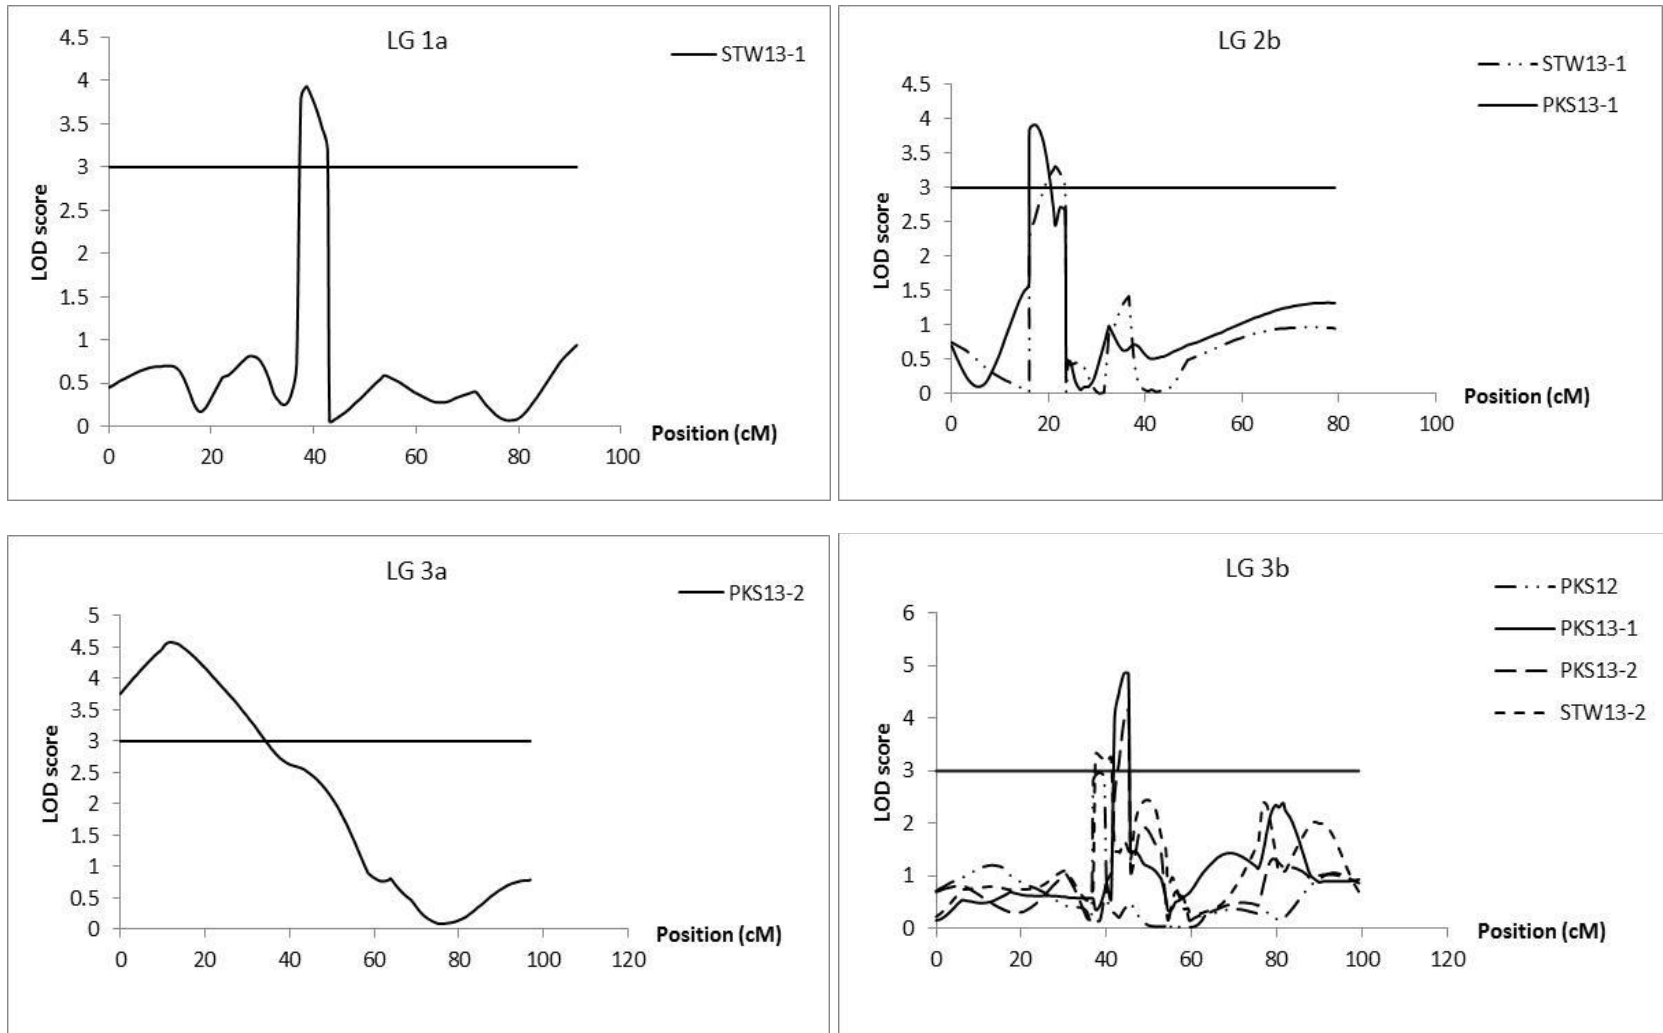 LG 1a
STW13-1
4.5
4
3.5
3
2.5
2
1.5
1
0.5
0
LOD score
0 20 40 60 80 100
Position (cM)
LG 2b
STW13-1
PKS13-1
4.5
4
3.5
3
2.5
2
1.5
1
0.5
0
LOD score
0 20 40 60 80 100
Position (cM)
LG 3a
PKS13-2
5
4.5
4
3.5
3
2.5
2
1.5
1
0.5
0
LOD score
0 20 40 60 80 100 120
Position (cM)
LG 3b
PKS12
PKS13-1
PKS13-2
STW13-2
6
5
4
3
2
1
0
LOD score
0 20 40 60 80 100 120
Position (cM)